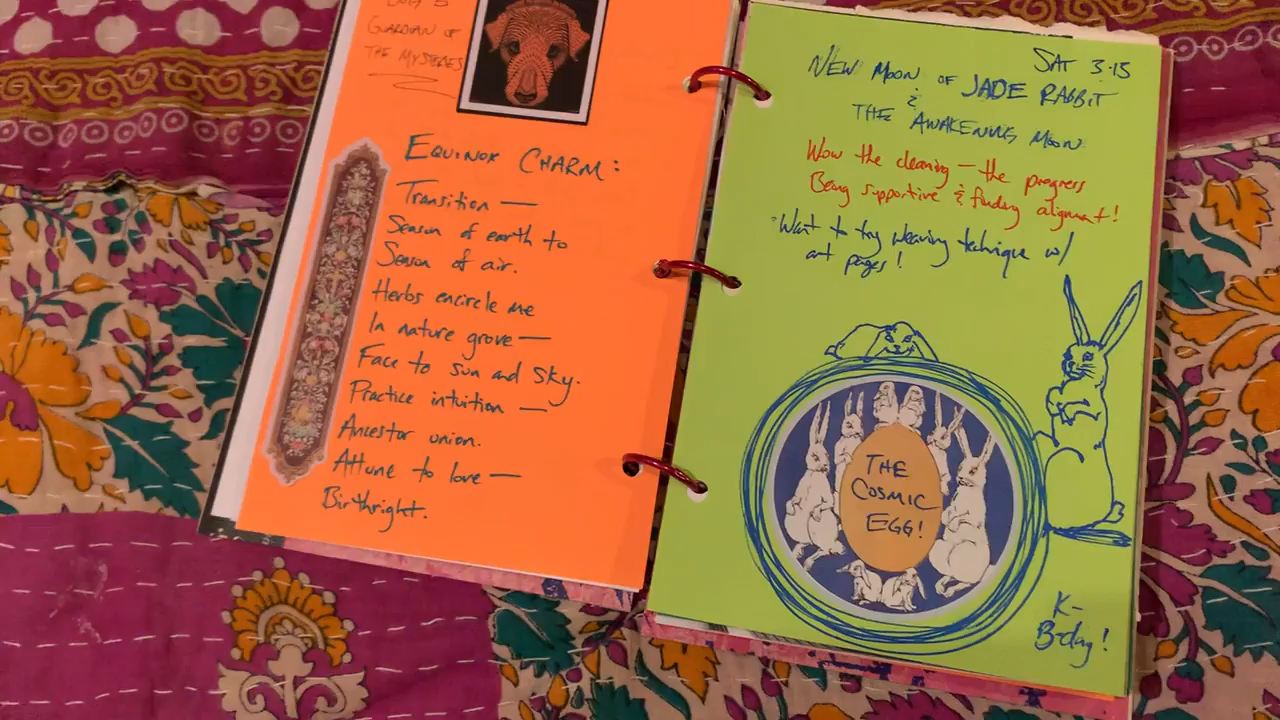 Guardian of
The Mysteries
Equinox Charm:
Transition —
Season of earth to
Season of air.
Herbs encircle me
In nature grove —
Face to sun and sky.
Practice intuition —
Ancestor union.
Attune to love —
Birthright.
Sat 3.15
New Moon of Jade Rabbit
&
The Awakening Moon
Wow the cleaning — the progress
Being supportive & finding alignment!
Want to try weaving technique w/
art pages!
The
Cosmic
Egg!
K-
B-day!